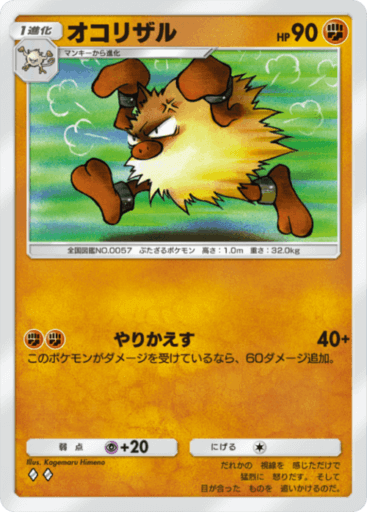 1進化
オコリザル
HP90
マンキーから進化
全国図鑑NO.0057 ぶたざるポケモン 高さ:1.0m 重さ:32.0kg
やりかえす 40+
このポケモンがダメージを受けているなら、60ダメージ追加。
弱点 +20 にげる
Illus. Kagemaru Himeno
だれかの 視線を 感じただけで
猛烈に 怒りだす。そして
目が合った ものを 追いかけるのだ。